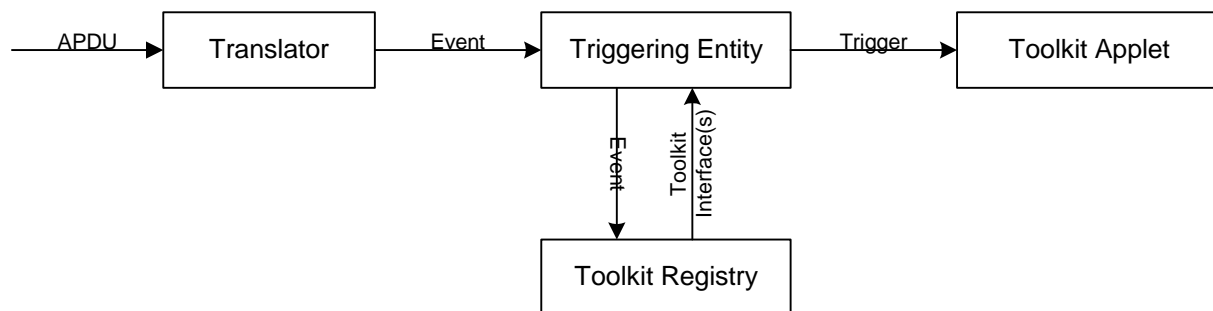 APDU
Translator
Event
Triggering Entity
Trigger
Toolkit Applet
Event
Toolkit
Interface(s)
Toolkit Registry